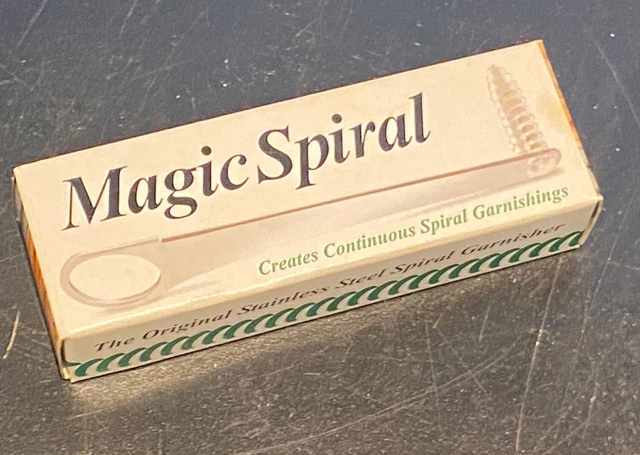 Magic Spiral
Creates Continuous Spiral Garnishings
The Original Stainless Steel Spiral Garnisher